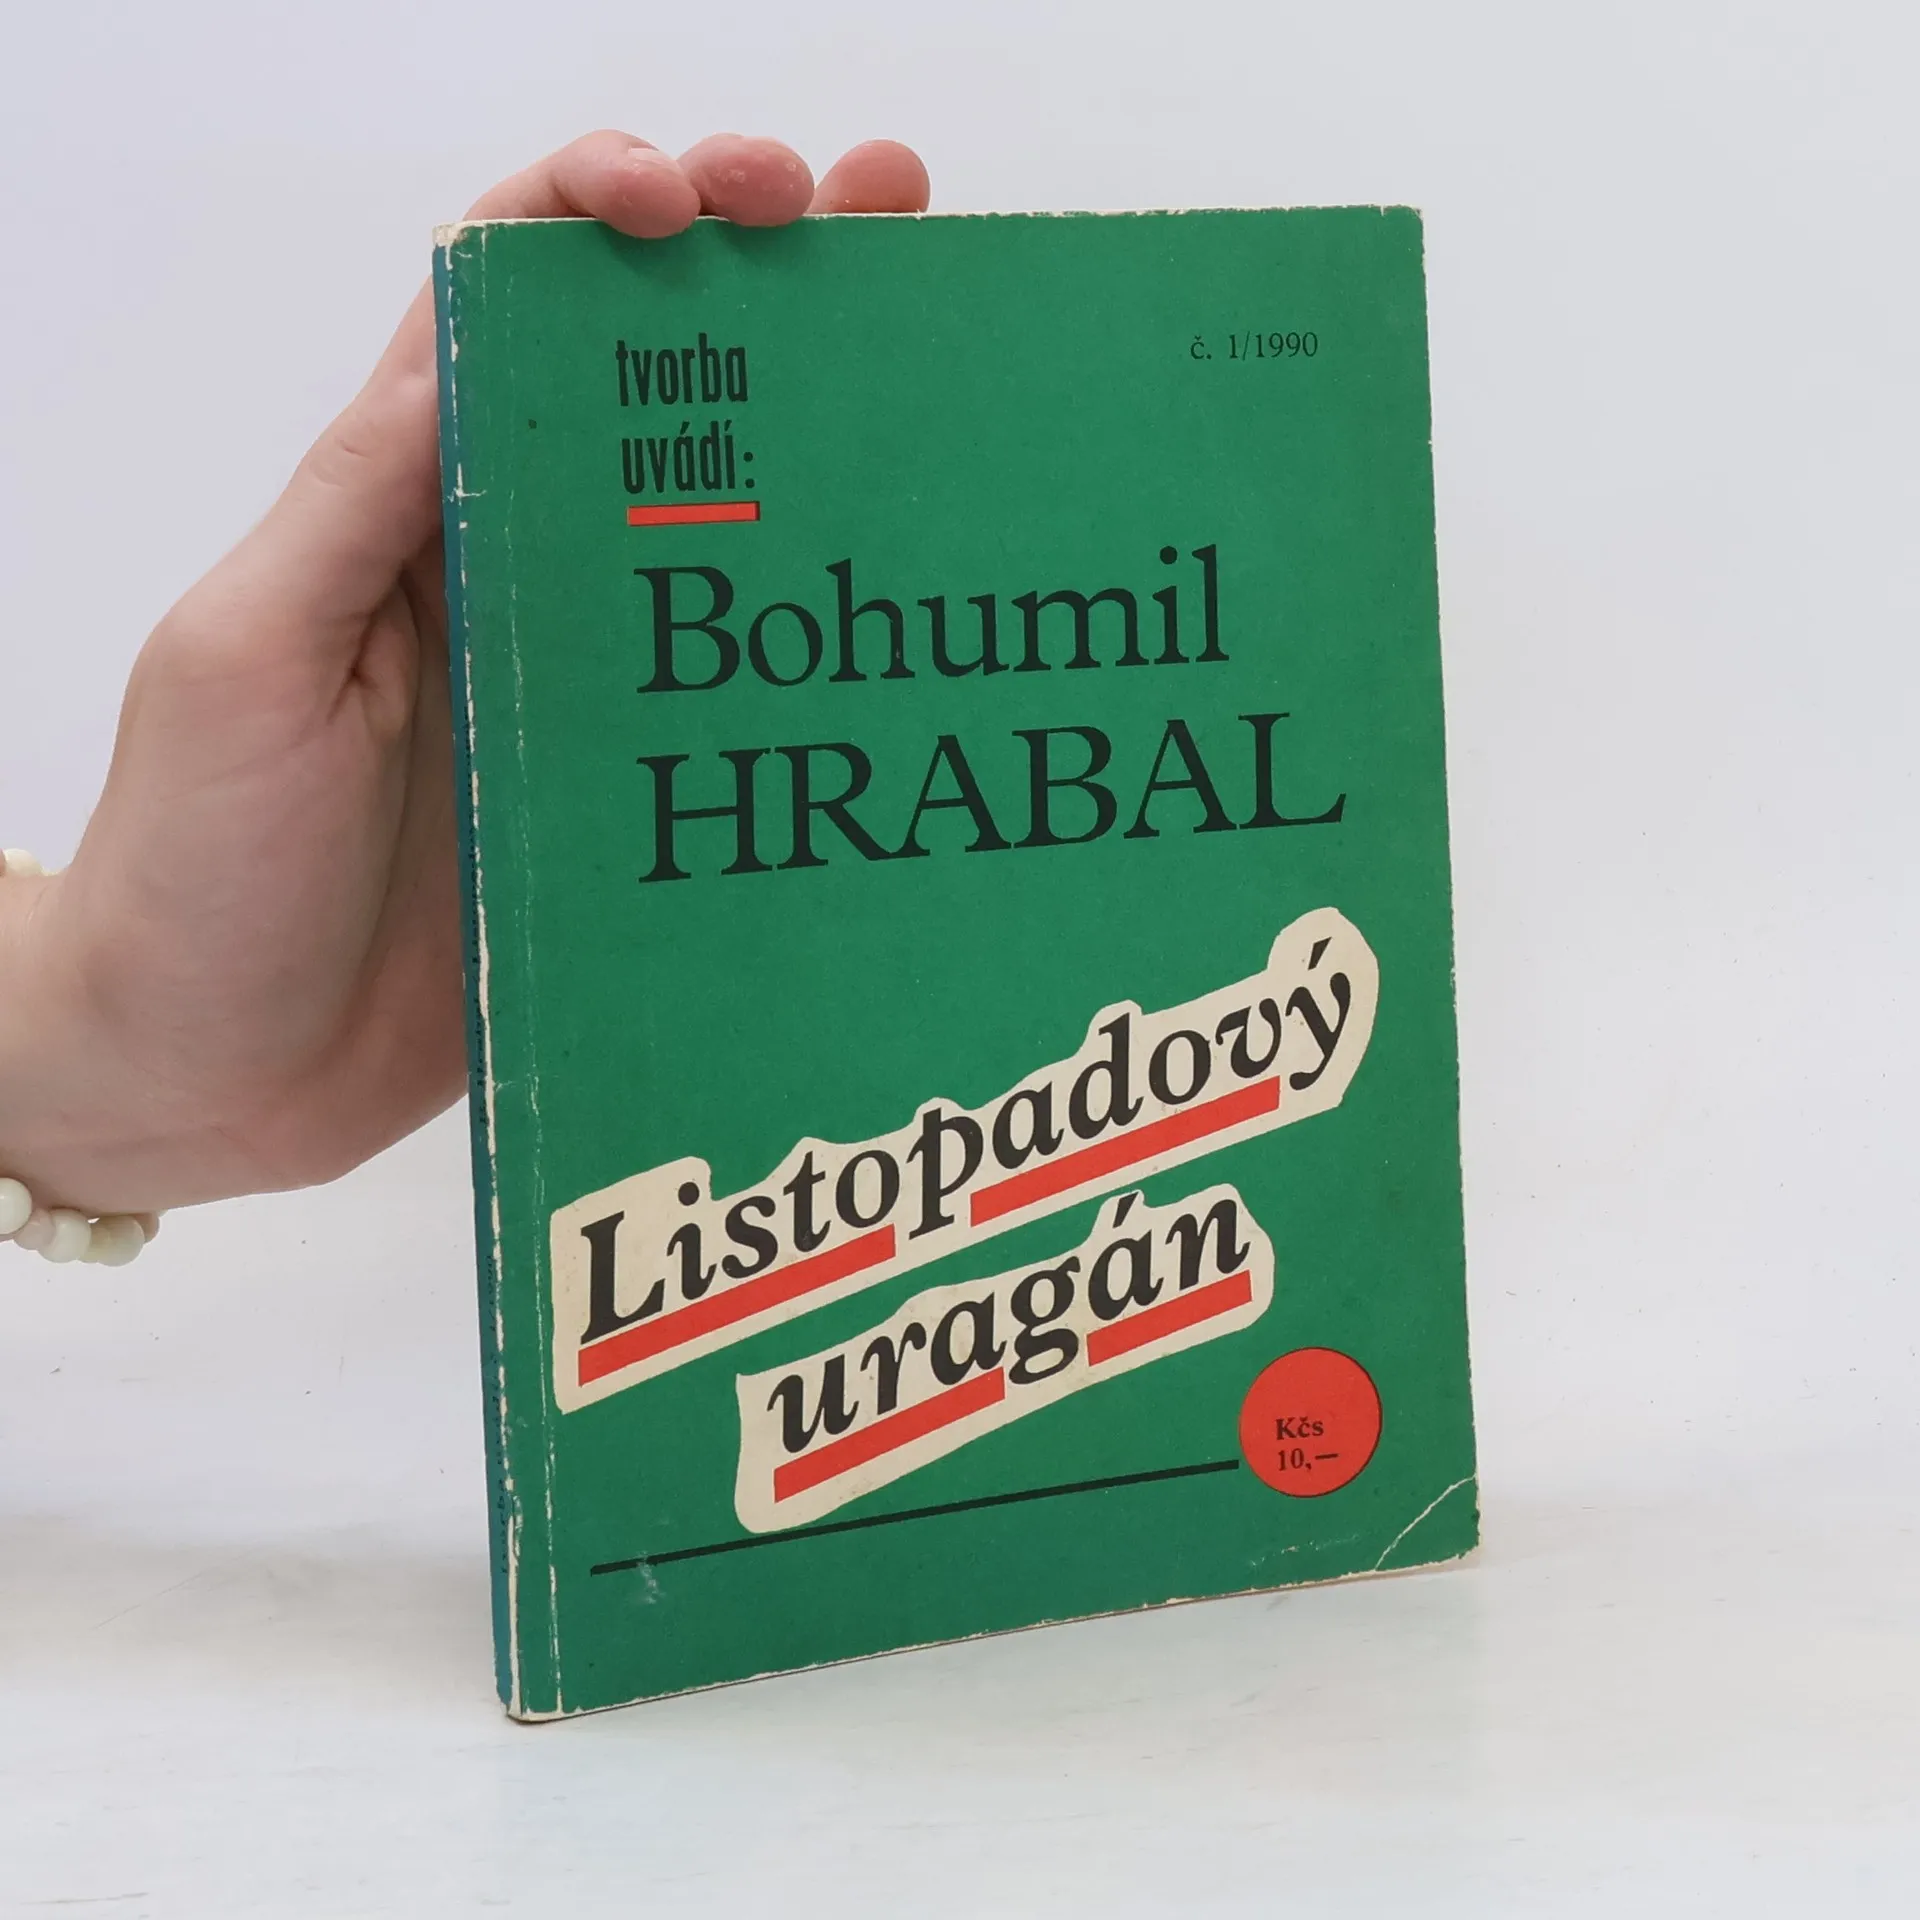 tvorba
uvádí:
č. 1/1990
Bohumil
HRABAL
Listopadový
uragán
Kčs
10,—